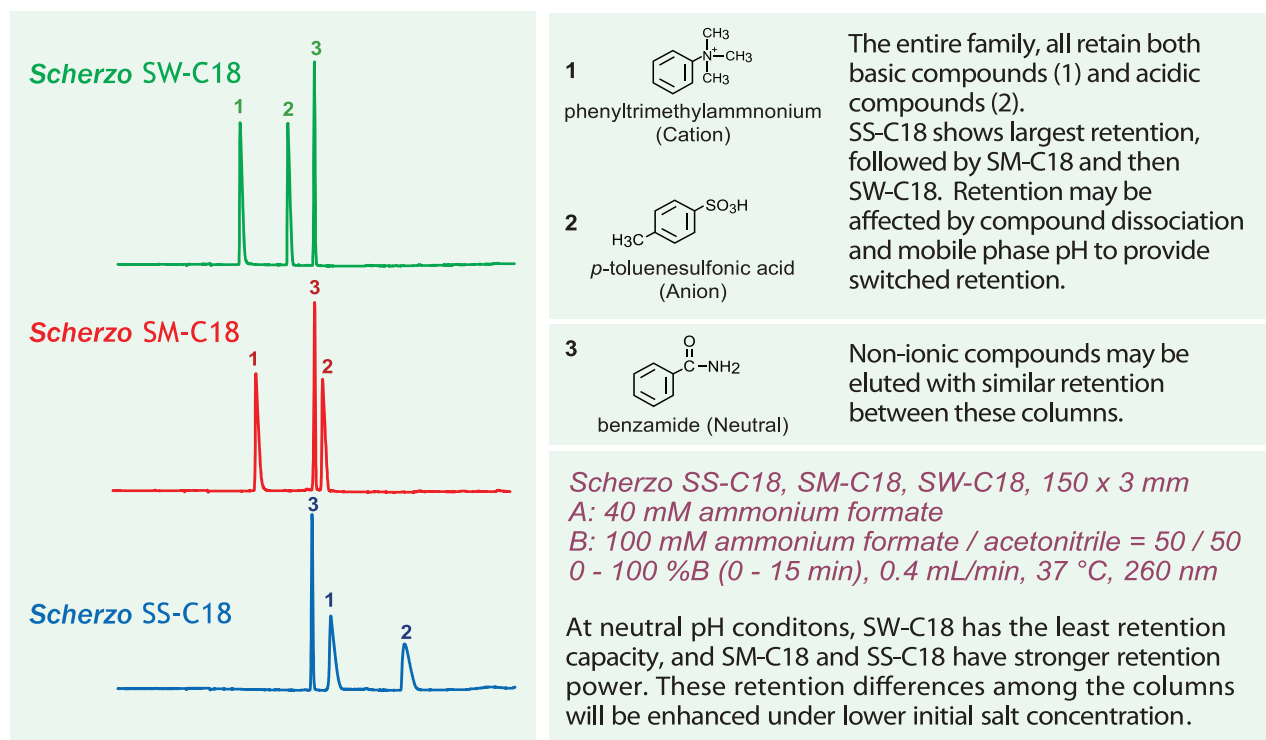 Scherzo SW-C18
1
2
3
Scherzo SM-C18
1
3
2
Scherzo SS-C18
3
1
2
1
CH3
N+
CH3
CH3
phenyltrimethylammnonium
(Cation)
2
SO3H
H3C
p-toluenesulfonic acid
(Anion)
The entire family, all retain both
basic compounds (1) and acidic
compounds (2).
SS-C18 shows largest retention,
followed by SM-C18 and then
SW-C18. Retention may be
affected by compound dissociation
and mobile phase pH to provide
switched retention.
3
O
C
NH2
benzamide (Neutral)
Non-ionic compounds may be
eluted with similar retention
between these columns.
Scherzo SS-C18, SM-C18, SW-C18, 150 x 3 mm
A: 40 mM ammonium formate
B: 100 mM ammonium formate / acetonitrile = 50 / 50
0 - 100 %B (0 - 15 min), 0.4 mL/min, 37 °C, 260 nm
At neutral pH conditons, SW-C18 has the least retention
capacity, and SM-C18 and SS-C18 have stronger retention
power. These retention differences among the columns
will be enhanced under lower initial salt concentration.